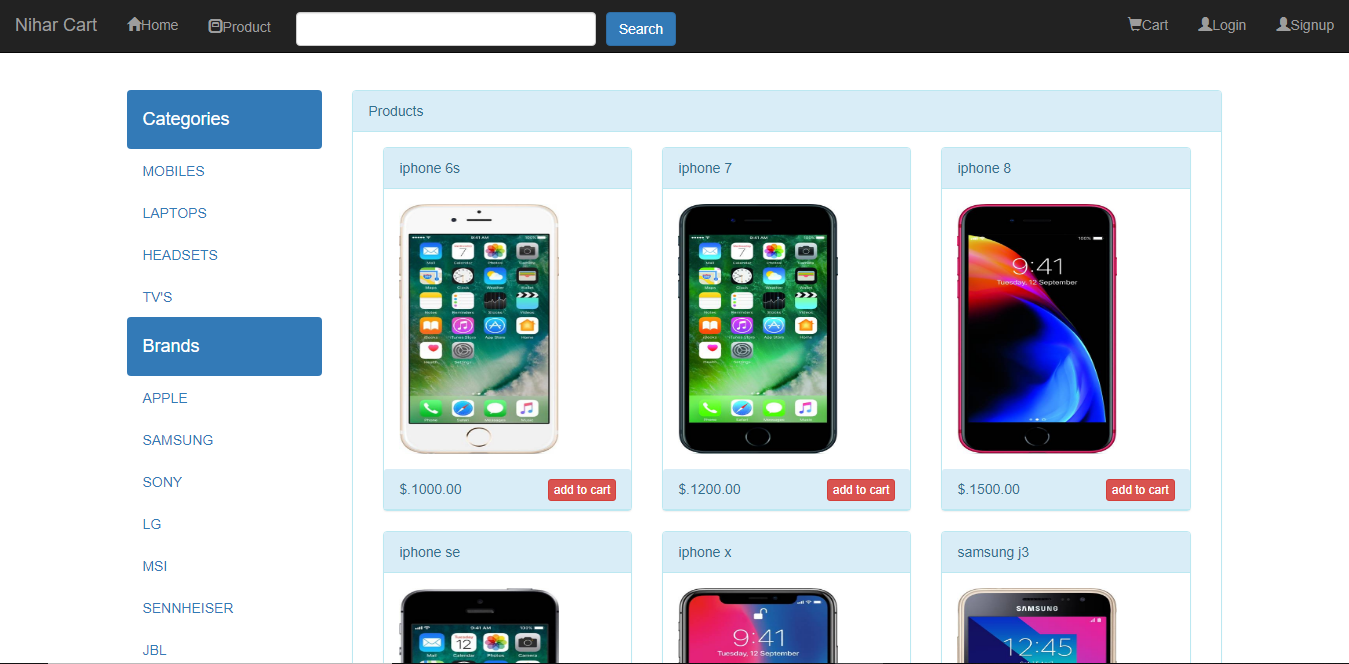 Nihar Cart Home Product Search Cart Login Signup
Categories
MOBILES
LAPTOPS
HEADSETS
TV'S
Brands
APPLE
SAMSUNG
SONY
LG
MSI
SENNHEISER
JBL
Products
iphone 6s
iphone 7
iphone 8
9:41
Tuesday, 12 September
$.1000.00 add to cart
$.1200.00 add to cart
$.1500.00 add to cart
iphone se
iphone x
samsung j3
12
9:41
Tuesday, 12 September
SAMSUNG
12:45